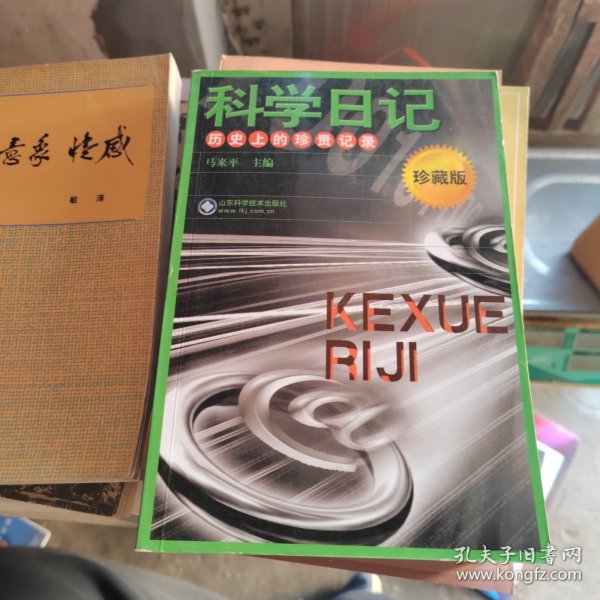 意象 情感
敏 泽
科学日记
历史上的珍贵记录
马来平 主编
珍藏版
山东科学技术出版社
www.lkj.com.cn
KEXUE
RIJI
孔夫子旧书网
www.kongfz.com